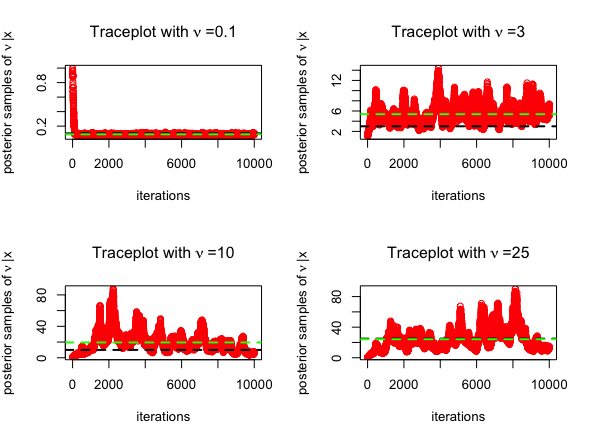 Traceplot with ν =0.1
posterior samples of ν |x
0.8
0.2
0 2000 6000 10000
iterations
Traceplot with ν =3
posterior samples of ν |x
12
6
2
0 2000 6000 10000
iterations
Traceplot with ν =10
posterior samples of ν |x
80
40
0
0 2000 6000 10000
iterations
Traceplot with ν =25
posterior samples of ν |x
80
40
0
0 2000 6000 10000
iterations